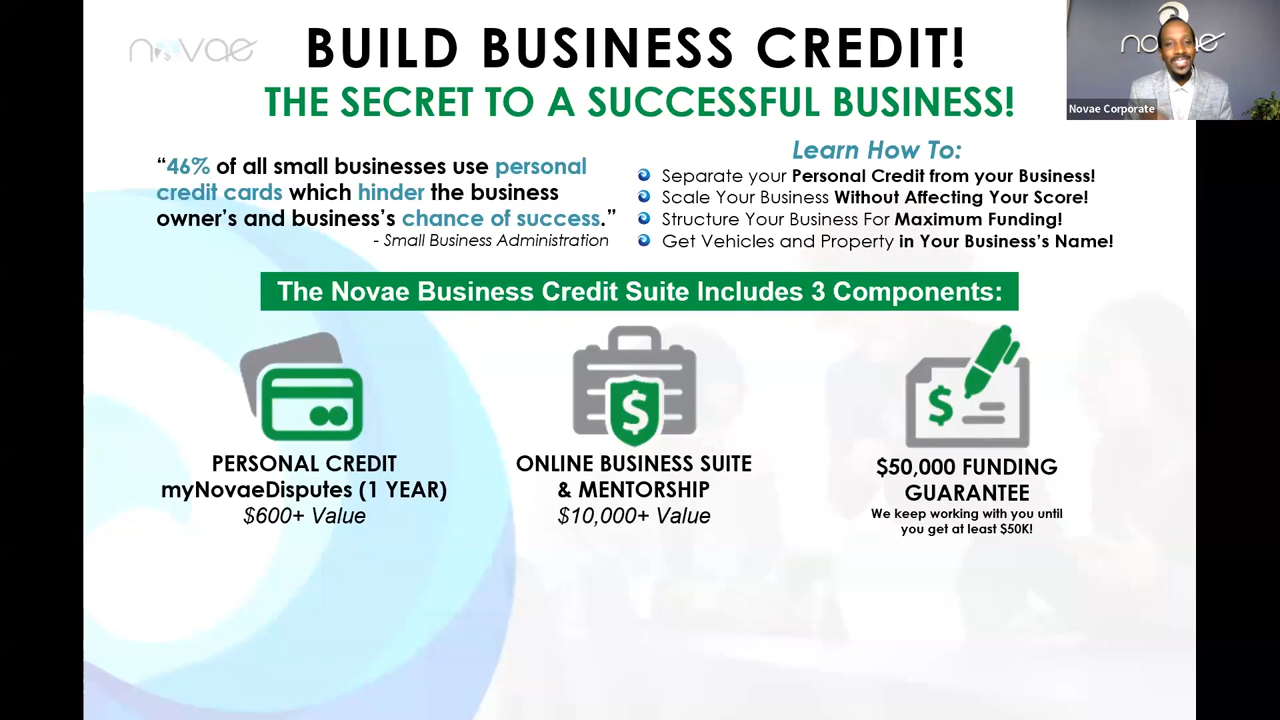 novae
BUILD BUSINESS CREDIT!
THE SECRET TO A SUCCESSFUL BUSINESS!
Novae Corporate
“46% of all small businesses use personal
credit cards which hinder the business
owner’s and business’s chance of success.”
- Small Business Administration
Learn How To:
Separate your Personal Credit from your Business!
Scale Your Business Without Affecting Your Score!
Structure Your Business For Maximum Funding!
Get Vehicles and Property in Your Business’s Name!
The Novae Business Credit Suite Includes 3 Components:
PERSONAL CREDIT
myNovaeDisputes (1 YEAR)
$600+ Value
ONLINE BUSINESS SUITE
& MENTORSHIP
$10,000+ Value
$50,000 FUNDING
GUARANTEE
We keep working with you until
you get at least $50K!